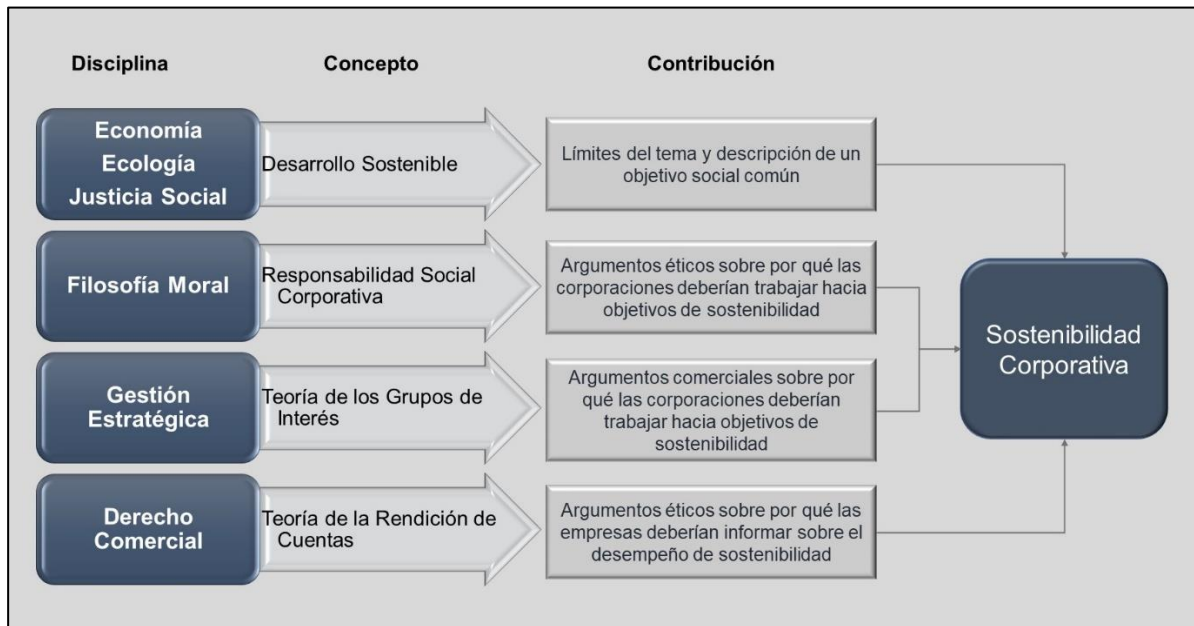 Disciplina
Concepto
Contribución
Economía
Ecología
Justicia Social
Desarrollo Sostenible
Límites del tema y descripción de un
objetivo social común
Filosofía Moral
Responsabilidad Social
Corporativa
Argumentos éticos sobre por qué las
corporaciones deberían trabajar hacia
objetivos de sostenibilidad
Gestión
Estratégica
Teoría de los Grupos de
Interés
Argumentos comerciales sobre por
qué las corporaciones deberían
trabajar hacia objetivos de
sostenibilidad
Derecho
Comercial
Teoría de la Rendición de
Cuentas
Argumentos éticos sobre por qué las
empresas deberían informar sobre el
desempeño de sostenibilidad
Sostenibilidad
Corporativa